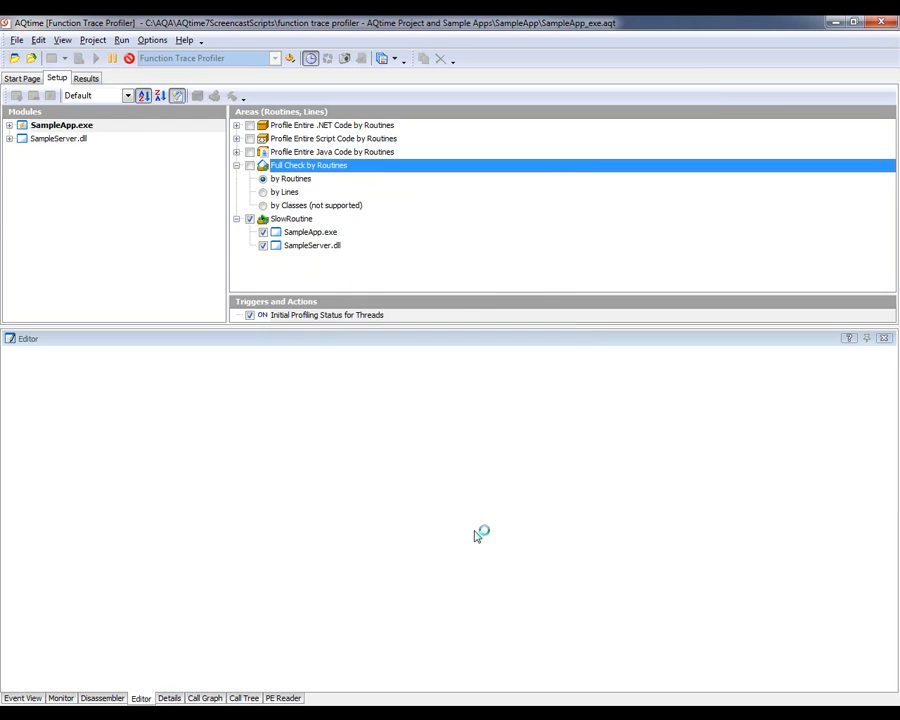 AQtime [Function Trace Profiler] - C:\AQA\AQtime7ScreencastScripts\function trace profiler - AQtime Project and Sample Apps\SampleApp\SampleApp_exe.aqt
File Edit View Project Run Options Help
Function Trace Profiler
Start Page Setup Results
Default
Modules
SampleApp.exe
SampleServer.dll
Areas (Routines, Lines)
Profile Entire .NET Code by Routines
Profile Entire Script Code by Routines
Profile Entire Java Code by Routines
Full Check by Routines
by Routines
by Lines
by Classes (not supported)
SlowRoutine
SampleApp.exe
SampleServer.dll
Triggers and Actions
ON Initial Profiling Status for Threads
Editor
Event View Monitor Disassembler Editor Details Call Graph Call Tree PE Reader